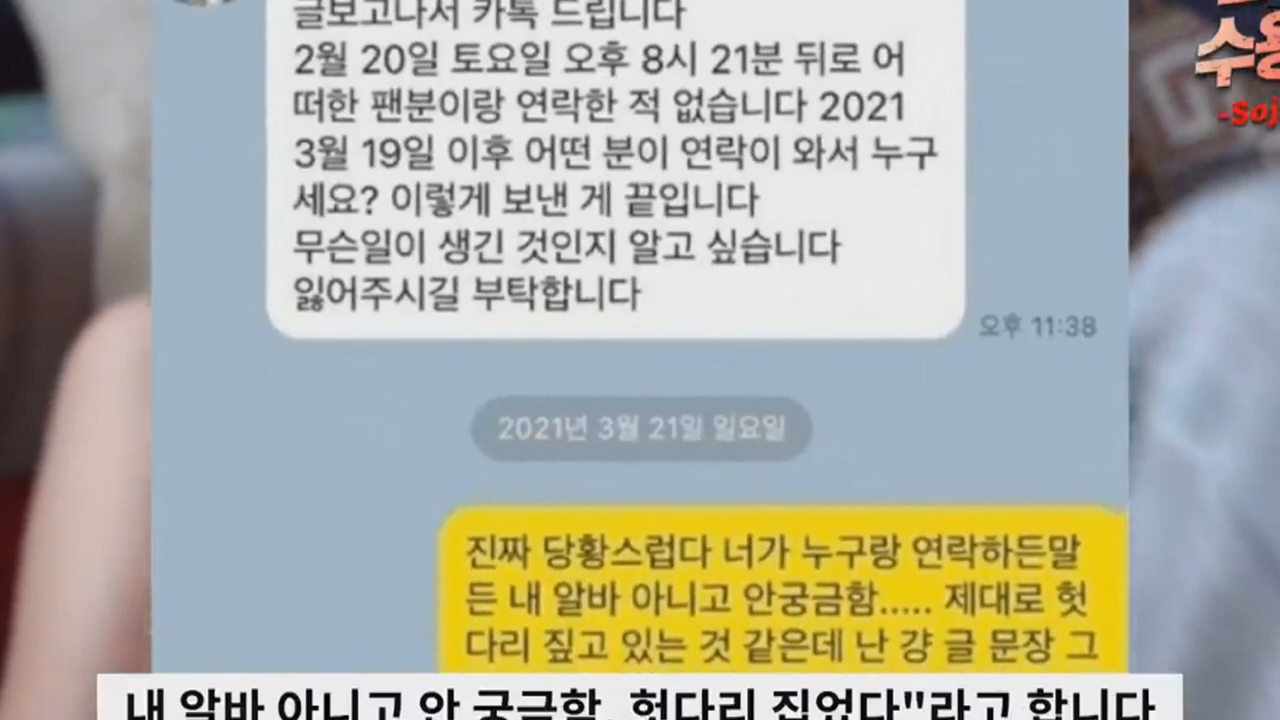 글보고나서 카톡 드립니다
2월 20일 토요일 오후 8시 21분 뒤로 어
떠한 팬분이랑 연락한 적 없습니다 2021
3월 19일 이후 어떤 분이 연락이 와서 누구
세요? 이렇게 보낸 게 끝입니다
무슨일이 생긴 것인지 알고 싶습니다
잃어주시길 부탁합니다
오후 11:38
2021년 3월 21일 일요일
진짜 당황스럽다 너가 누구랑 연락하든말
든 내 알바 아니고 안궁금함..... 제대로 헛
다리 짚고 있는 것 같은데 난 걍 글 문장 그
내 알바 아니고 안 궁금함, 헛다리 짚었다"라고 합니다